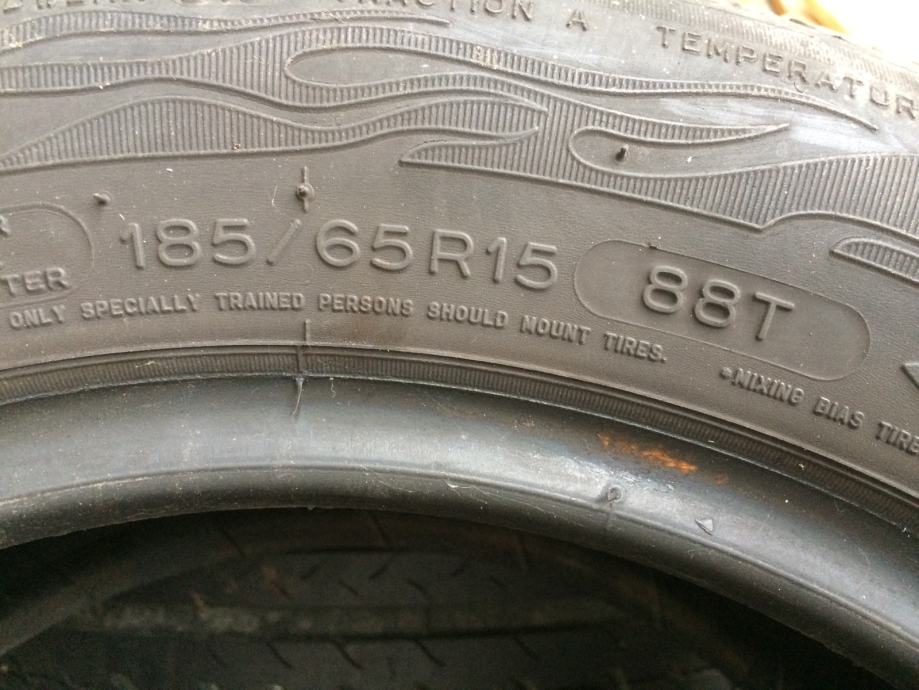 TRACTION A TEMPERATUR
185/65R15 88T
TER
ONLY SPECIALLY TRAINED PERSONS SHOULD MOUNT TIRES.
*MIXING BIAS TIRE